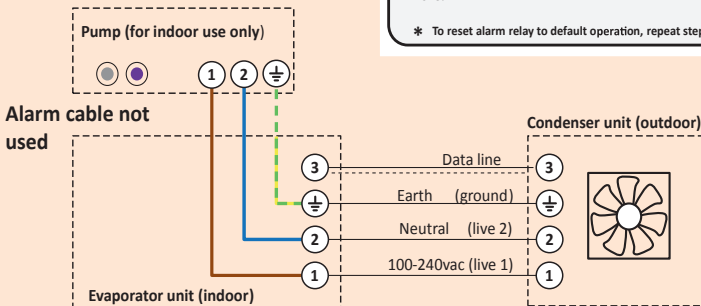 * To reset alarm relay to default operation, repeat step
Pump (for indoor use only)
1 2
Alarm cable not
used
Condenser unit (outdoor)
3 Data line 3
Earth (ground)
2 Neutral (live 2) 2
1 100-240vac (live 1) 1
Evaporator unit (indoor)